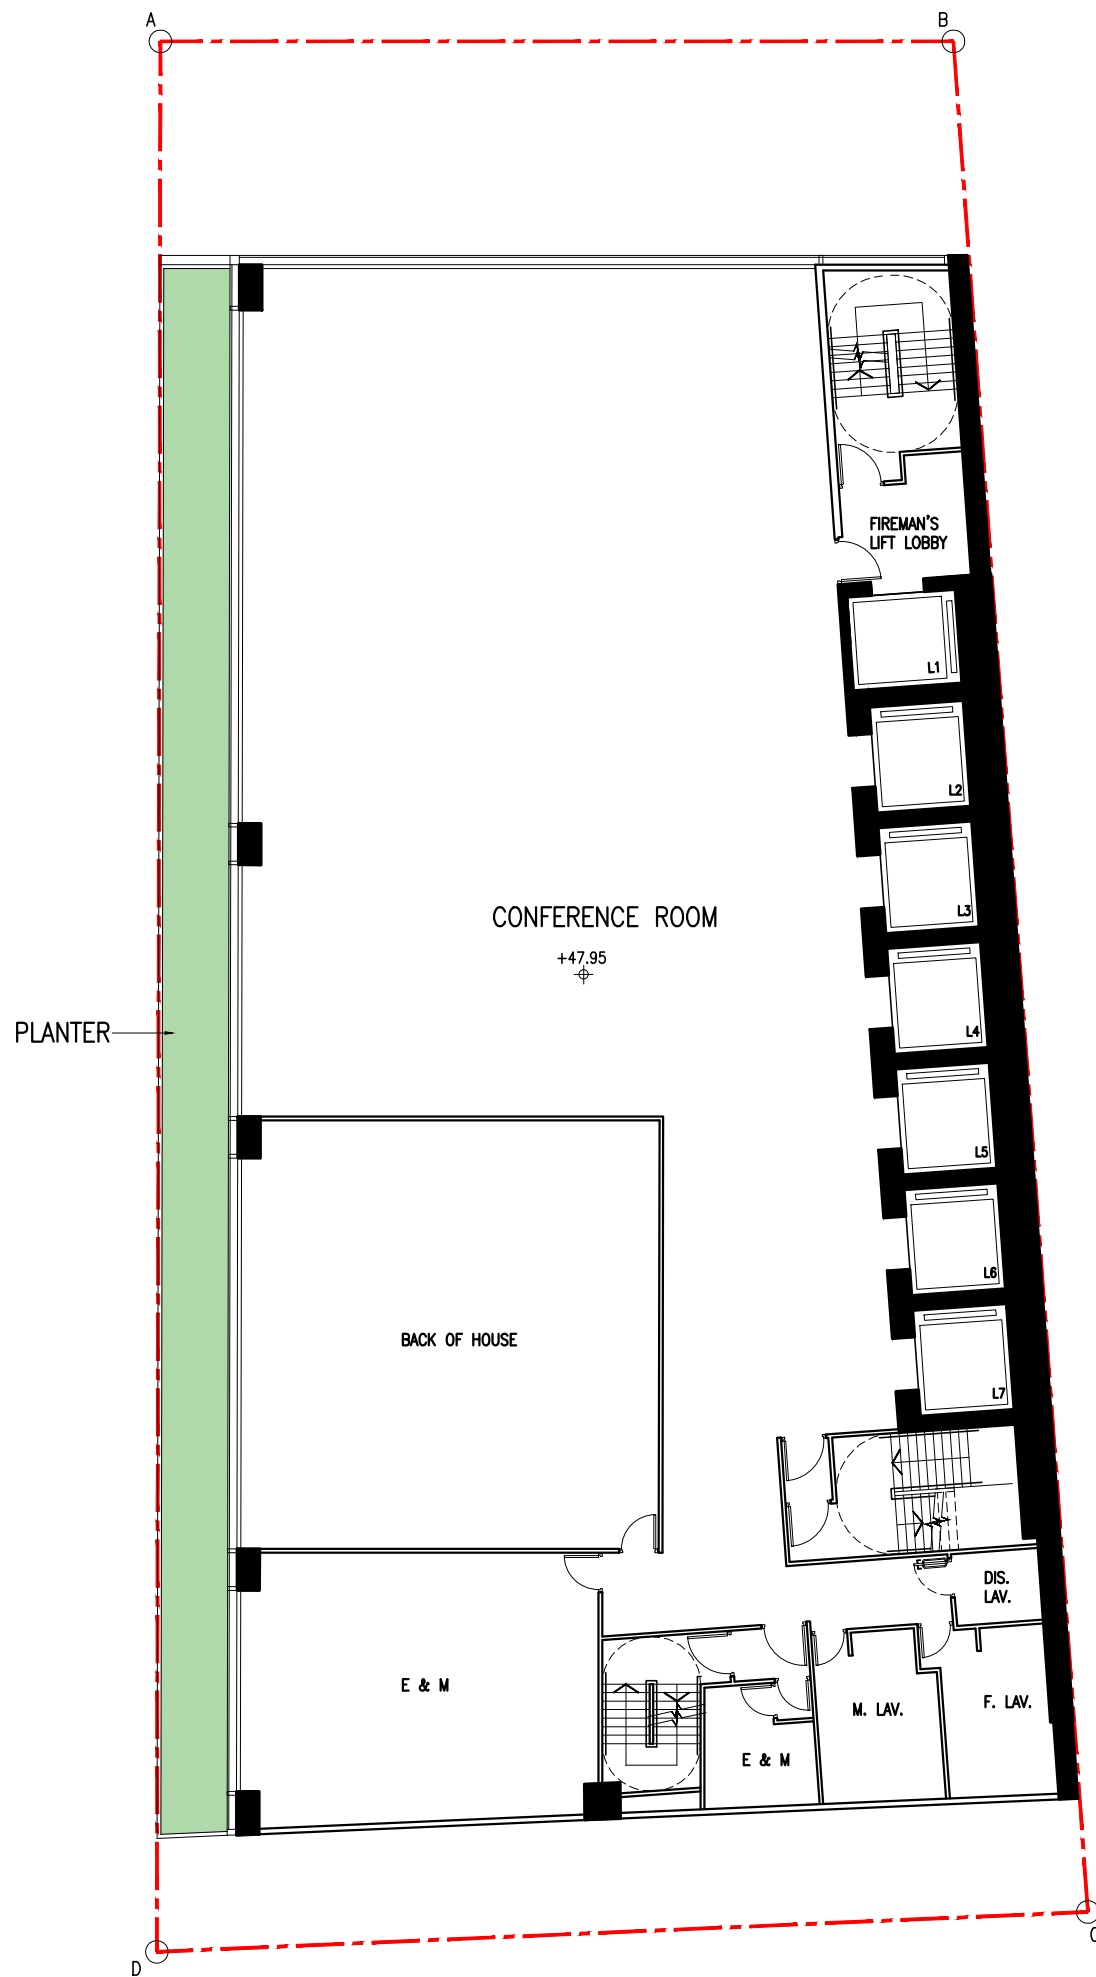 A
B
FIREMAN'S
LIFT LOBBY
L1
L2
L3
CONFERENCE ROOM
+47.95
L4
PLANTER
L5
L6
BACK OF HOUSE
L7
DIS.
LAV.
E & M
M. LAV.
F. LAV.
E & M
C
D